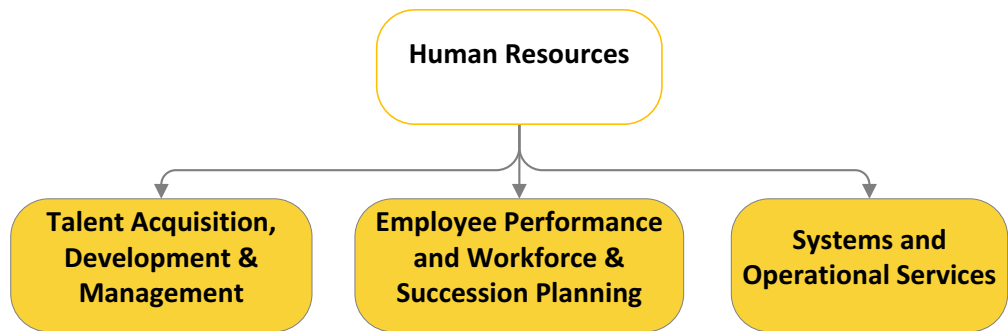 Human Resources
Talent Acquisition,
Development &
Management
Employee Performance
and Workforce &
Succession Planning
Systems and
Operational Services